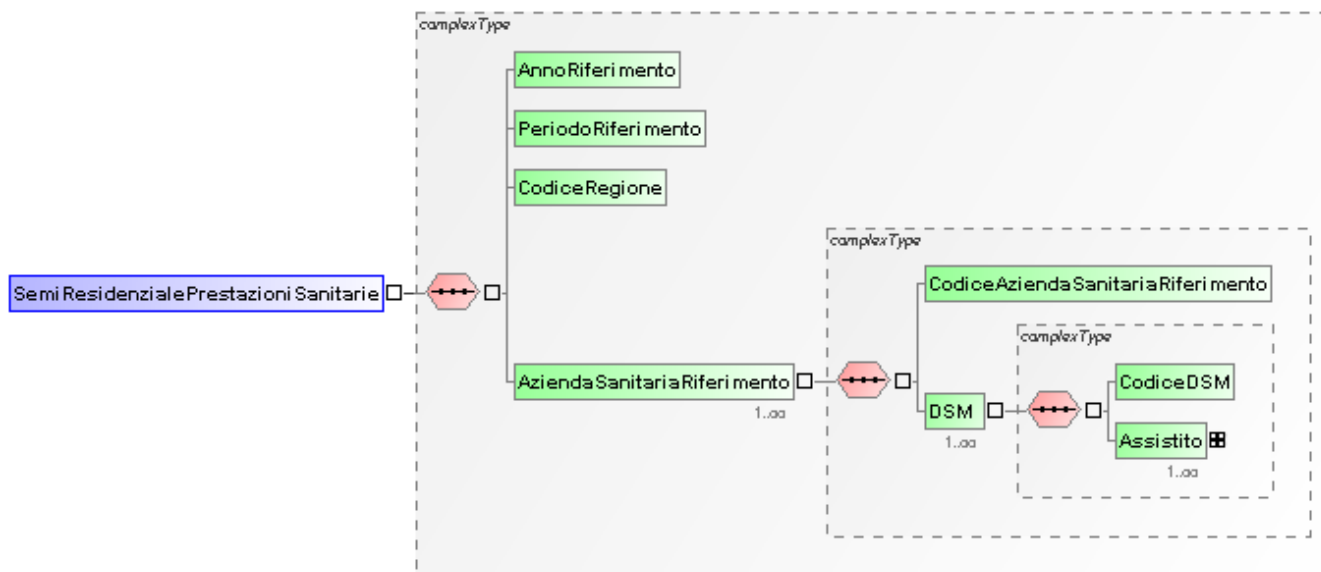 complexType
AnnoRiferimento
PeriodoRiferimento
CodiceRegione
complexType
SemiResidenzialePrestazioniSanitarie
CodiceAziendaSanitariaRiferimento
complexType
AziendaSanitariaRiferimento
1..∞
CodiceDSM
DSM
1..∞
Assistito
1..∞